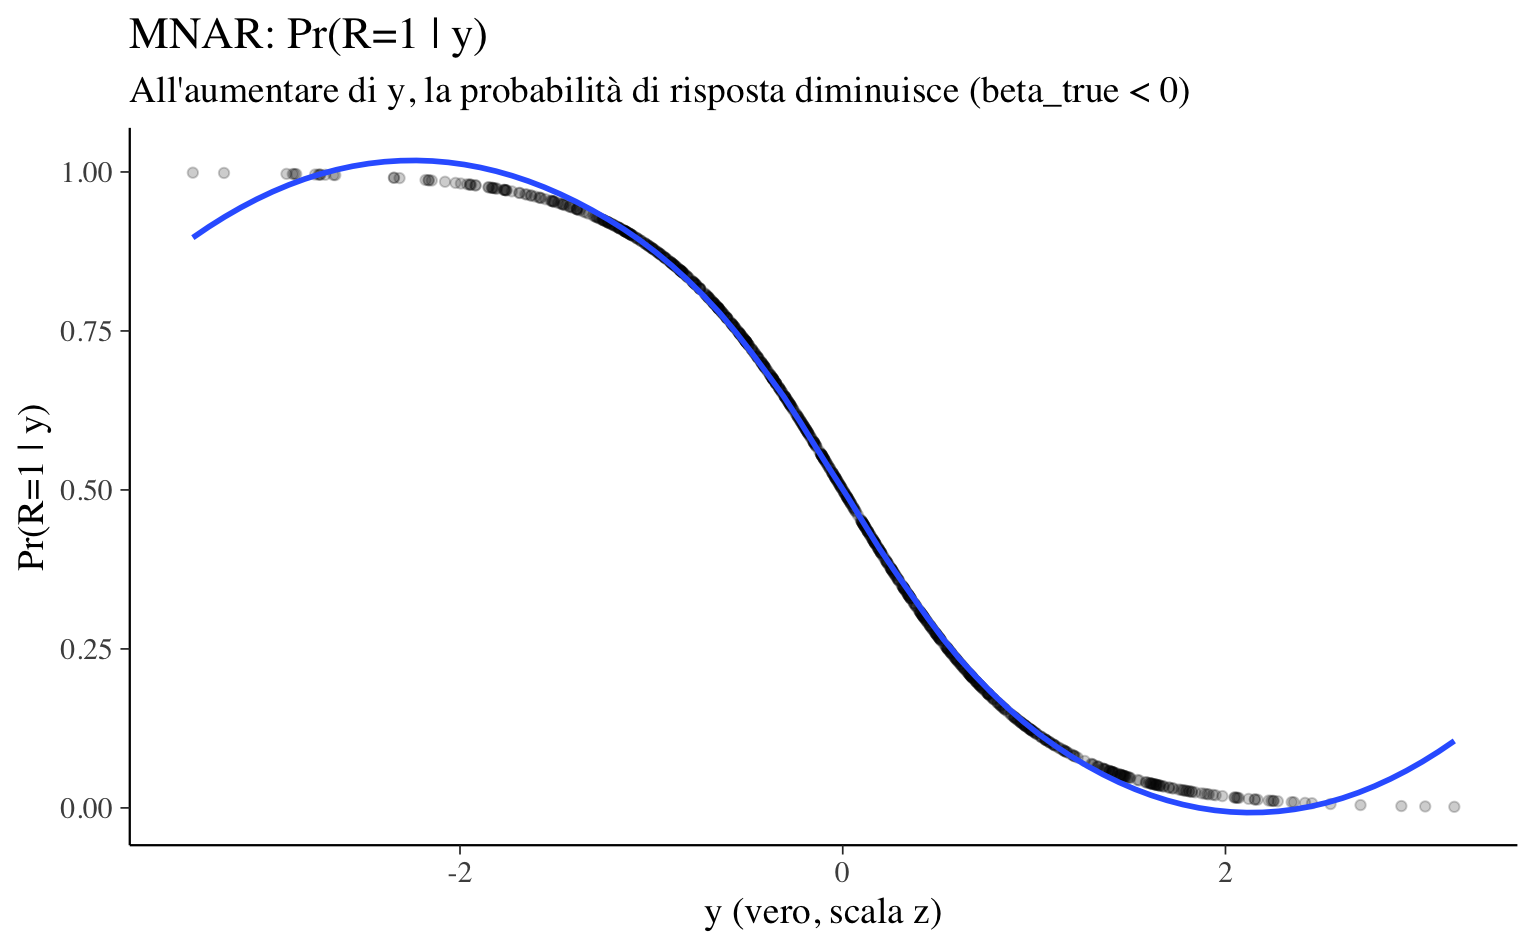 MNAR: Pr(R=1 | y)
All'aumentare di y, la probabilità di risposta diminuisce (beta_true < 0)
Pr(R=1 | y)
1.00
0.75
0.50
0.25
0.00
-2
0
2
y (vero, scala z)